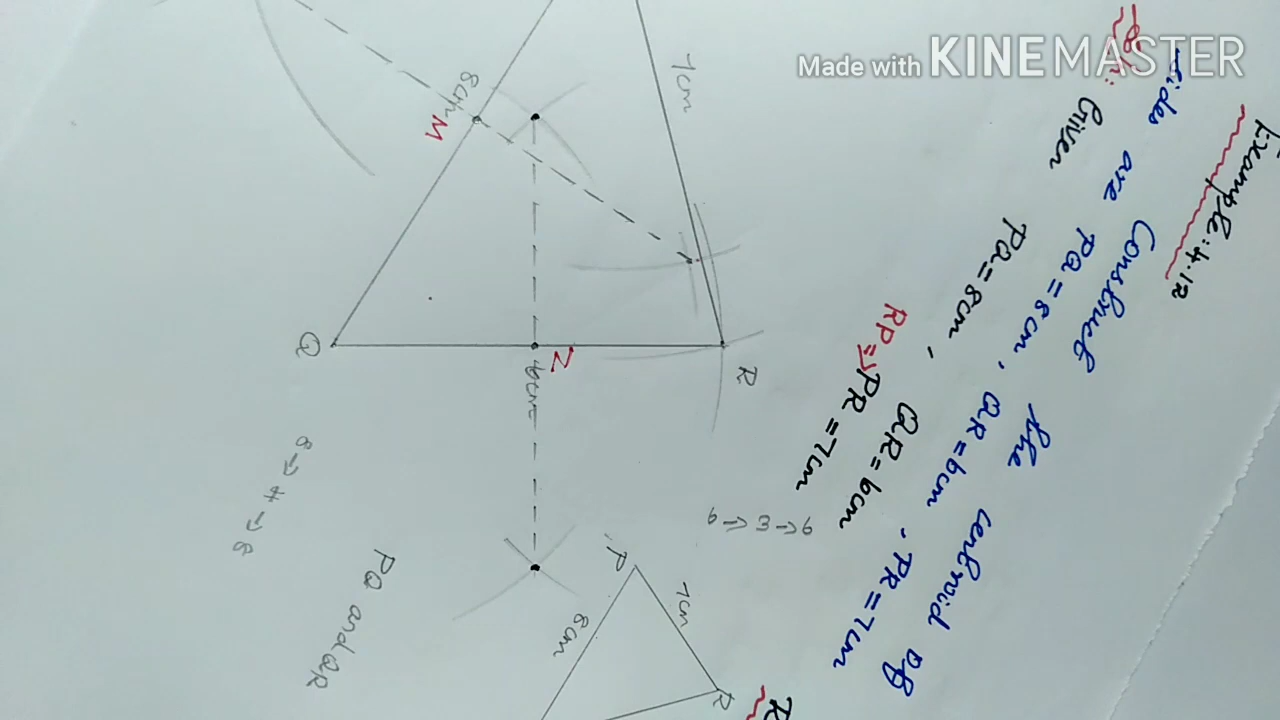 Made with KINEMASTER
Example: 4.12
Construct the centroid of
sides are PQ = 8cm, QR = 6cm, PR = 7cm
Given
PQ = 8cm,
QR = 6cm
RP => PR = 7cm
7cm
8cm
M
Q
N
6cm
R
8 -> 4 -> 8
6 -> 3 -> 6
PQ and QR
P
7cm
8cm
R
R